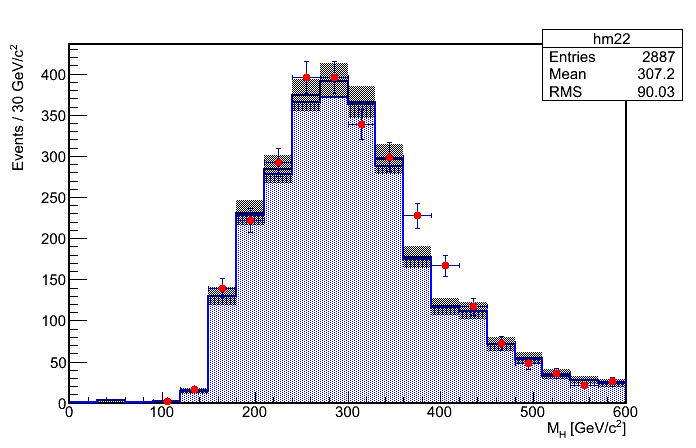 hm22
Entries 2887
Mean 307.2
RMS 90.03
Events / 30 GeV/c²
400
350
300
250
200
150
100
50
0
0 100 200 300 400 500 600
M_H [GeV/c²]